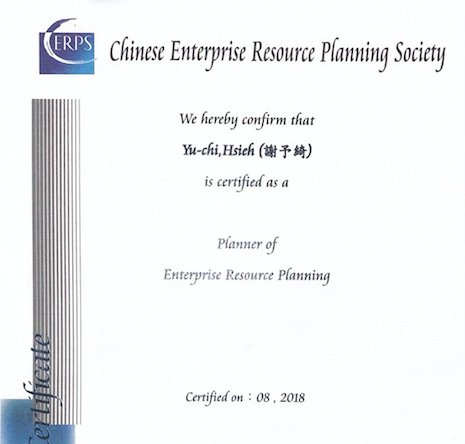 CERPS
Chinese Enterprise Resource Planning Society
We hereby confirm that
Yu-chi,Hsieh (謝予綺)
is certified as a
Planner of
Enterprise Resource Planning
Certified on：08 , 2018
Certificate